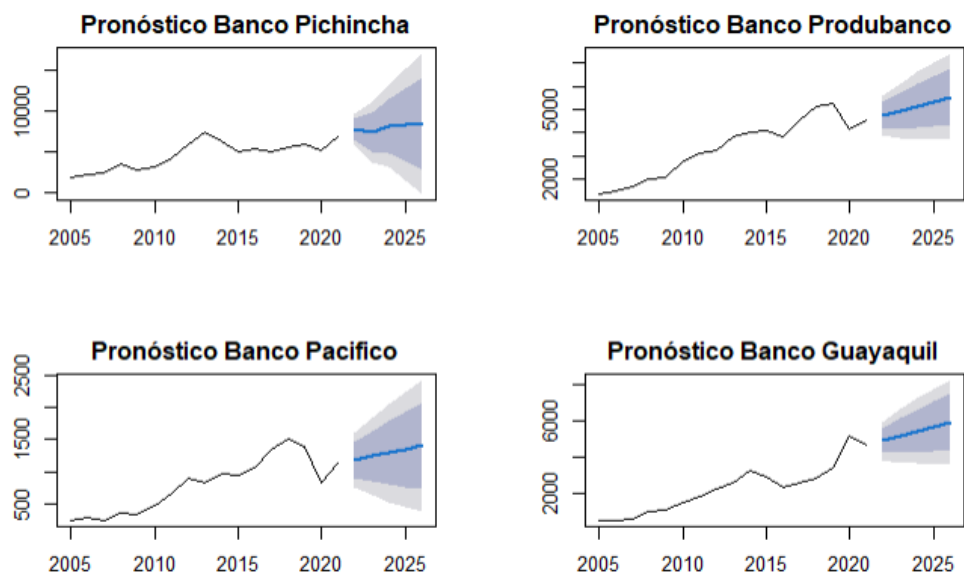 Pronóstico Banco Pichincha
10000
0
2005 2010 2015 2020 2025
Pronóstico Banco Produbanco
5000
2000
2005 2010 2015 2020 2025
Pronóstico Banco Pacifico
2500
1500
500
2005 2010 2015 2020 2025
Pronóstico Banco Guayaquil
6000
2000
2005 2010 2015 2020 2025